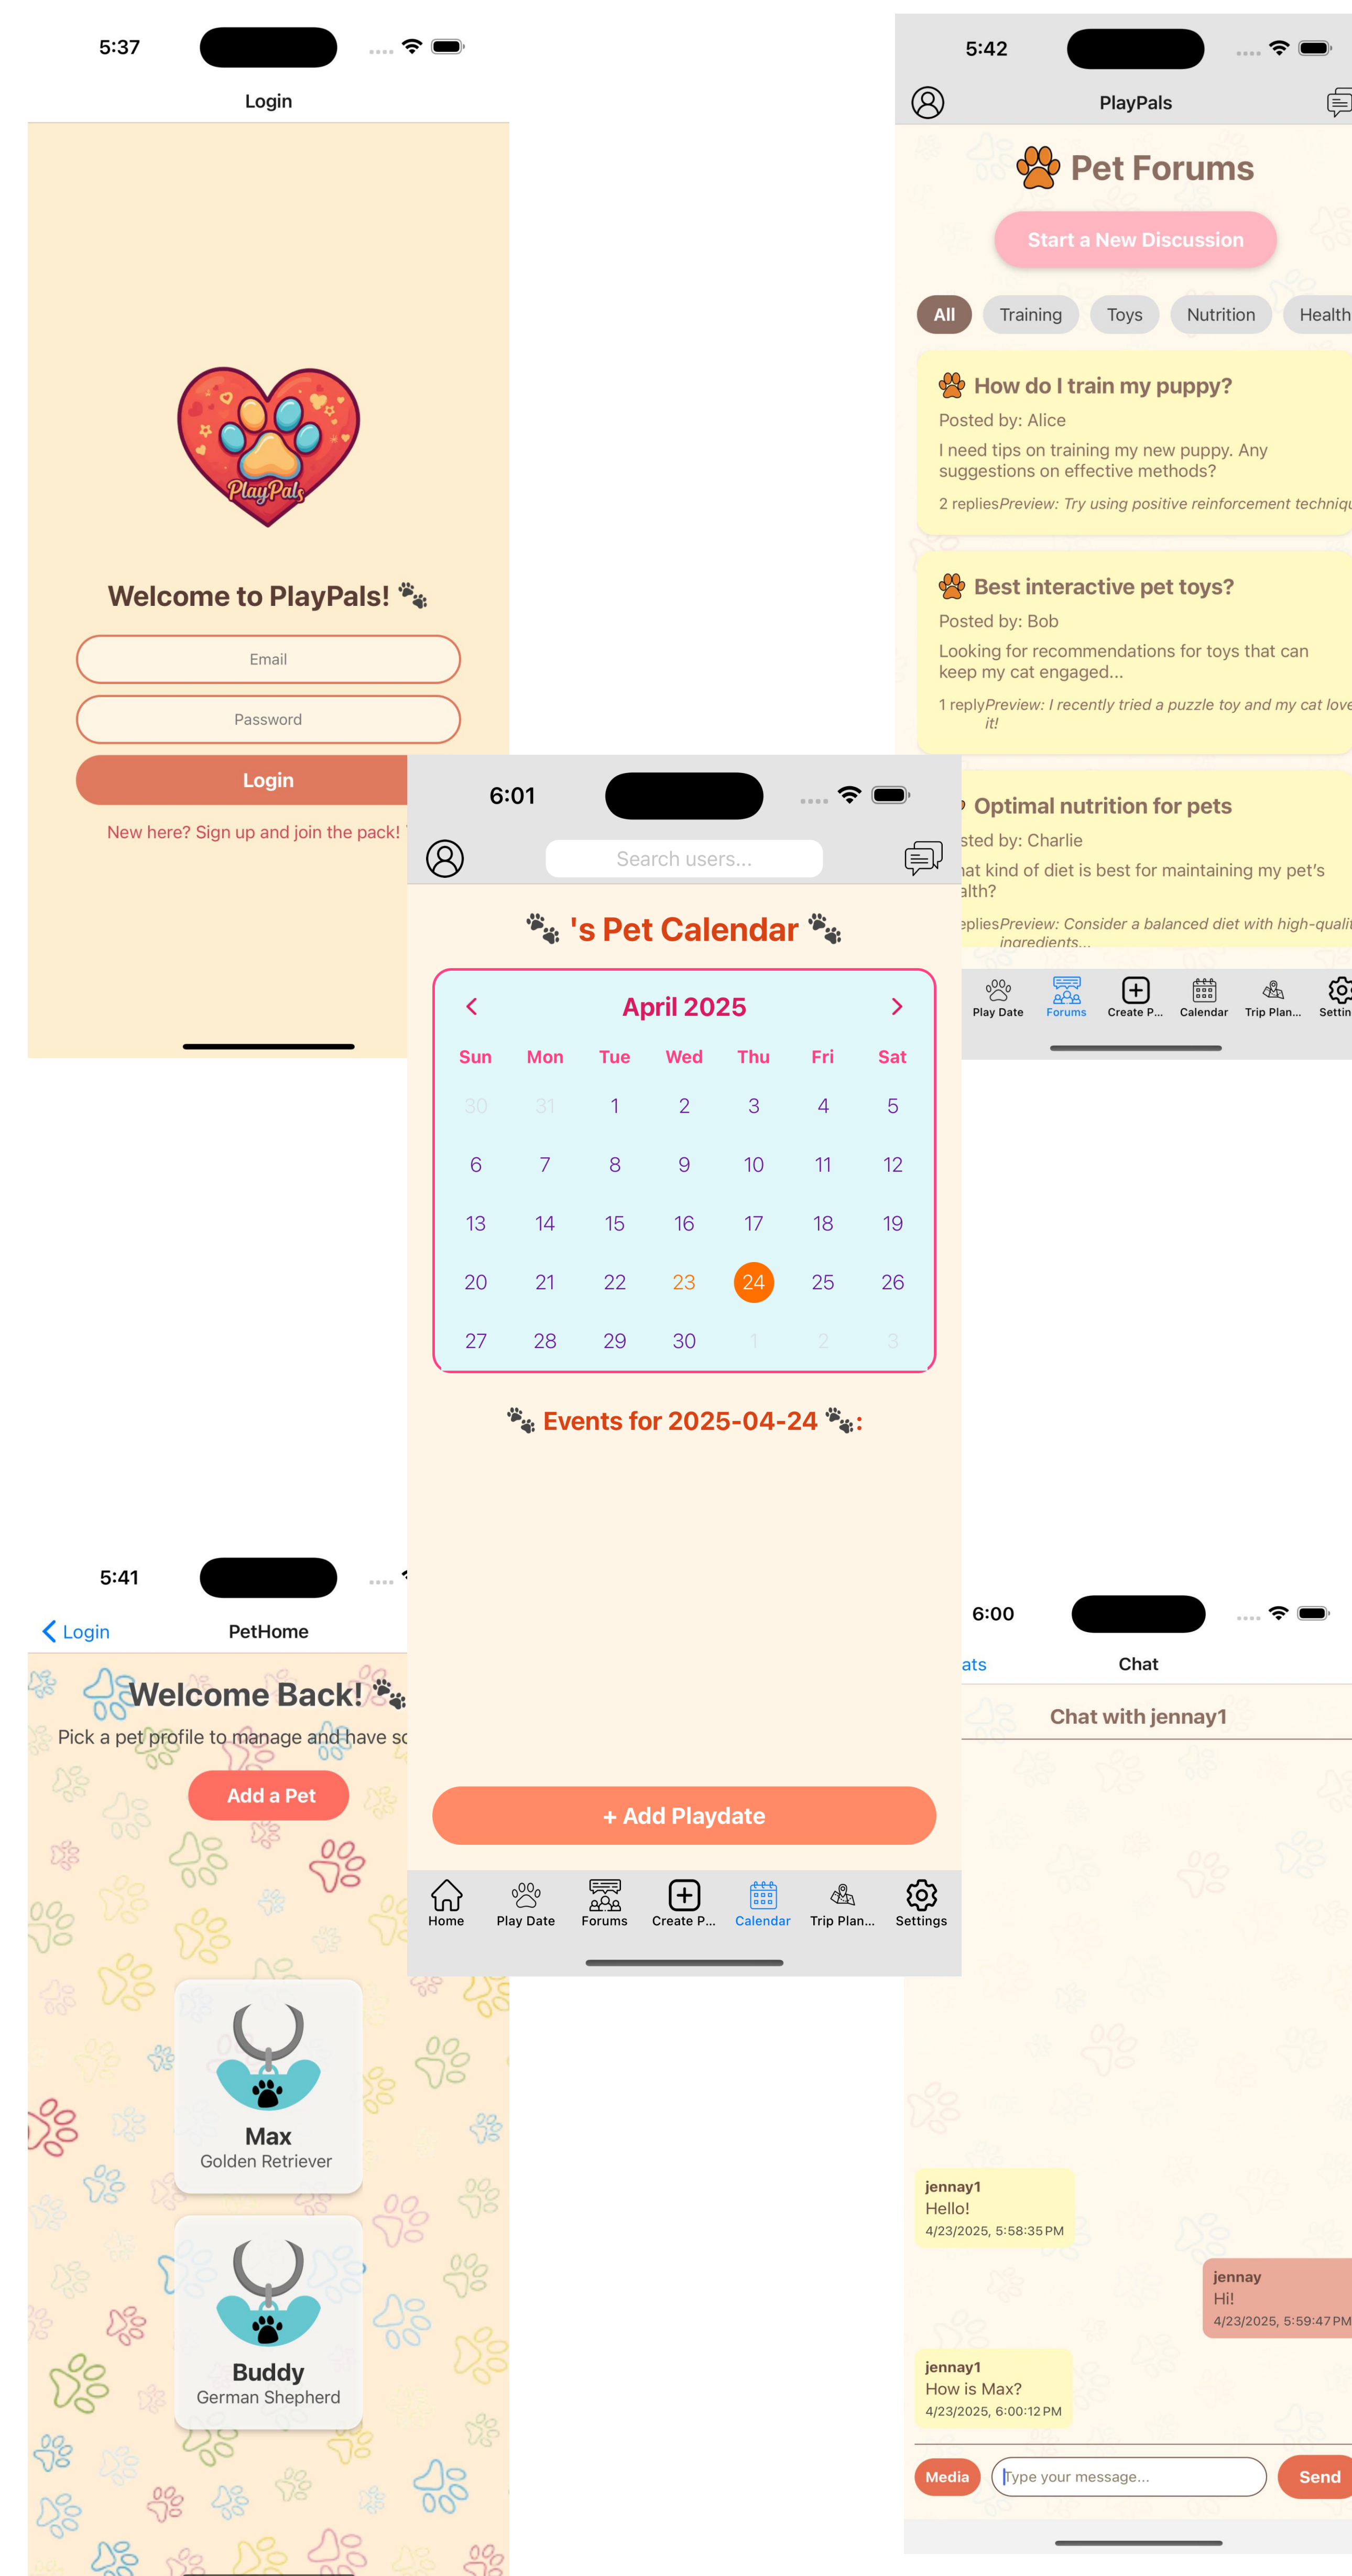 5:37
Login
PlayPals
Welcome to PlayPals!
Email
Password
Login
New here? Sign up and join the pack!
5:42
PlayPals
Pet Forums
Start a New Discussion
All Training Toys Nutrition Health
How do I train my puppy?
Posted by: Alice
I need tips on training my new puppy. Any
suggestions on effective methods?
2 replies Preview: Try using positive reinforcement
Best interactive pet toys?
Posted by: Bob
Looking for recommendations for toys that can
keep my cat engaged...
1 reply Preview: I recently tried a puzzle toy and my cat
it!
Optimal nutrition for pets
by: Charlie
kind of diet is best for maintaining my pet's
Preview: Consider a balanced diet with
ingredients...
Play Date Forums Create P... Calendar Trip Plan...
6:01
Search users...
's Pet Calendar
April 2025
Sun Mon Tue Wed Thu Fri Sat
30 31 1 2 3 4 5
6 7 8 9 10 11 12
13 14 15 16 17 18 19
20 21 22 23 24 25 26
27 28 29 30 1 2 3
Events for 2025-04-24 :
+ Add Playdate
Home Play Date Forums Create P... Calendar Trip Plan... Settings
5:41
Login PetHome
Welcome Back!
Pick a pet profile to manage and have
Add a Pet
Max
Golden Retriever
Buddy
German Shepherd
6:00
Chat
Chat with jennay1
jennay1
Hello!
4/23/2025, 5:58:35 PM
jennay
Hi!
4/23/2025, 5:59:47 PM
jennay1
How is Max?
4/23/2025, 6:00:12 PM
Media Type your message... Send